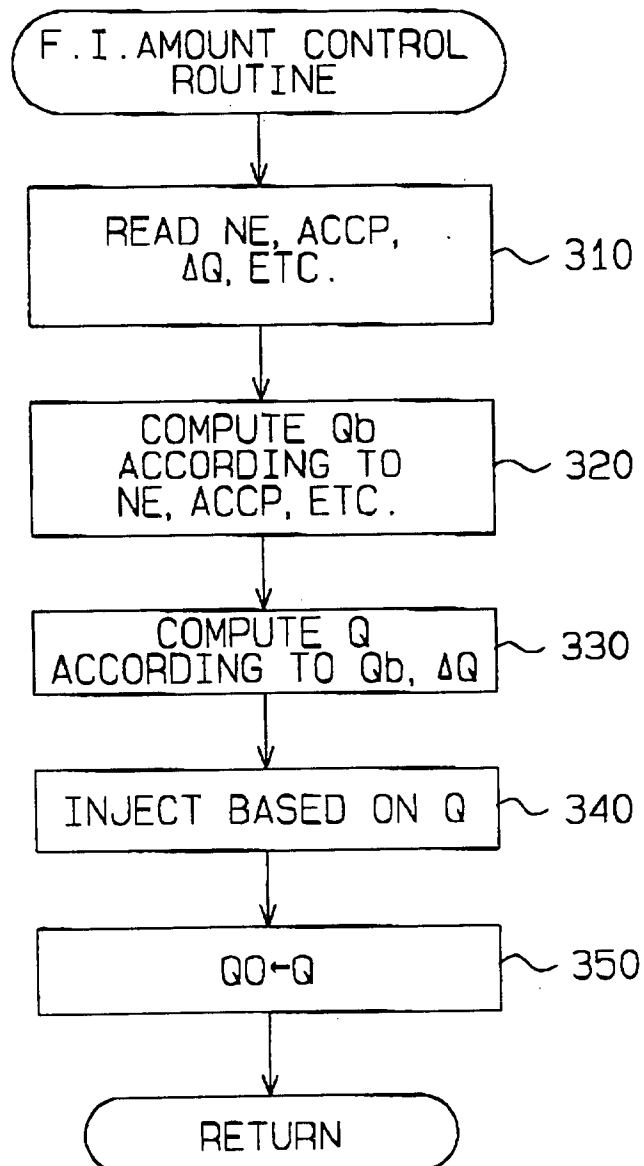 F.I.AMOUNT CONTROL
ROUTINE
READ NE, ACCP,
ΔQ, ETC.
310
COMPUTE Qb
ACCORDING TO
NE, ACCP, ETC.
320
COMPUTE Q
ACCORDING TO Qb, ΔQ
330
INJECT BASED ON Q
340
QO←Q
350
RETURN